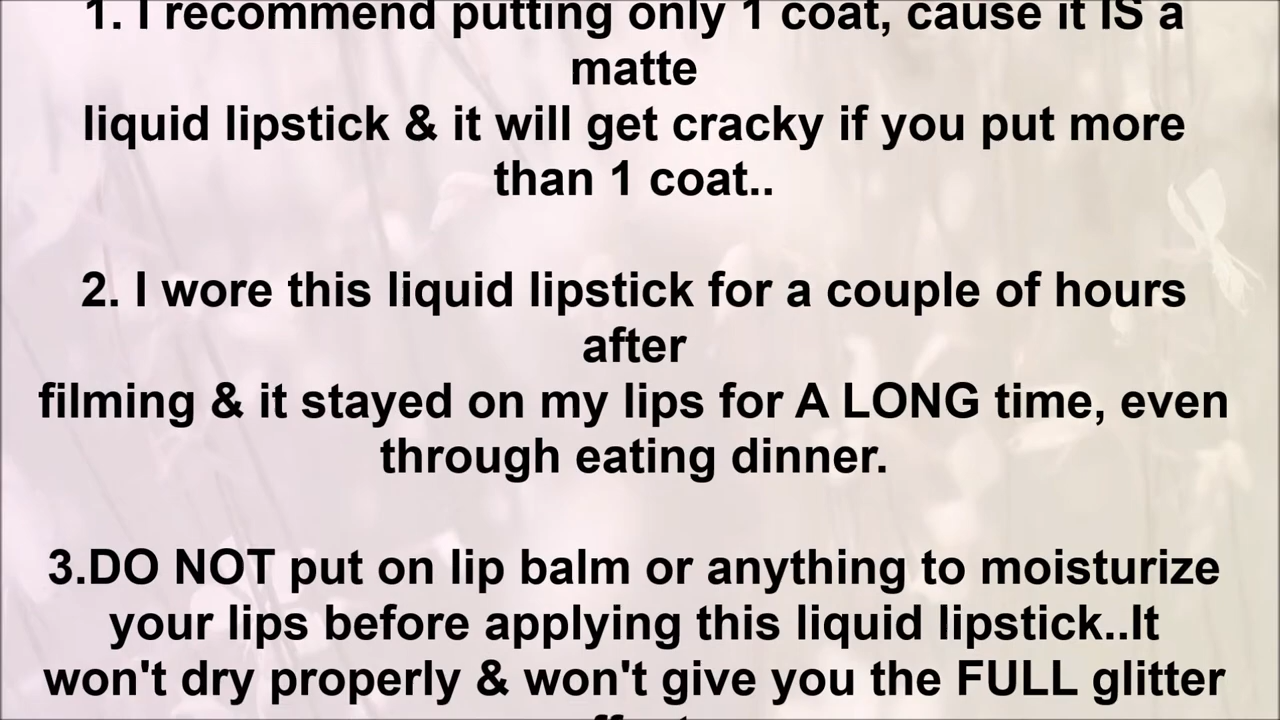 1. I recommend putting only 1 coat, cause it IS a
matte
liquid lipstick & it will get cracky if you put more
than 1 coat..
2. I wore this liquid lipstick for a couple of hours
after
filming & it stayed on my lips for A LONG time, even
through eating dinner.
3.DO NOT put on lip balm or anything to moisturize
your lips before applying this liquid lipstick..It
won't dry properly & won't give you the FULL glitter